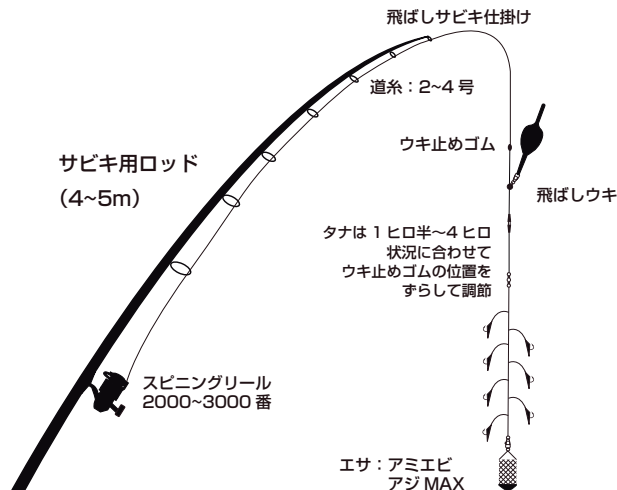 飛ばしサビキ仕掛け
道糸：2~4 号
ウキ止めゴム
サビキ用ロッド
(4~5m)
飛ばしウキ
タナは 1 ヒロ半〜4 ヒロ
状況に合わせて
ウキ止めゴムの位置を
ずらして調節
スピニングリール
2000~3000 番
エサ：アミエビ
アジ MAX